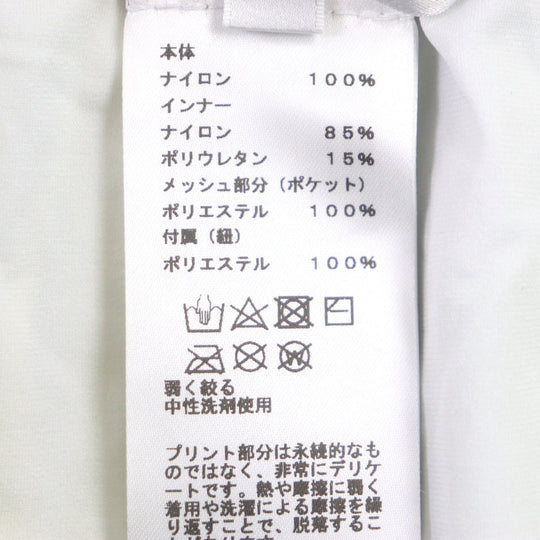 本体
ナイロン 100%
インナー
ナイロン 85%
ポリウレタン 15%
メッシュ部分（ポケット）
ポリエステル 100%
付属（紐）
ポリエステル 100%
W
弱く絞る
中性洗剤使用
プリント部分は永続的なも
のではなく、非常にデリケ
ートです。熱や摩擦に弱く
着用や洗濯による摩擦を繰
り返すことで、脱落するこ